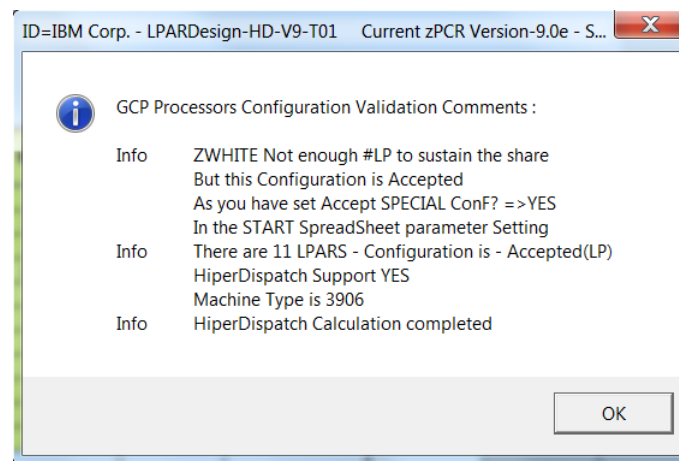 ID=IBM Corp. - LPARDesign-HD-V9-T01 Current zPCR Version-9.0e - S...
GCP Processors Configuration Validation Comments :
Info ZWHITE Not enough #LP to sustain the share
But this Configuration is Accepted
As you have set Accept SPECIAL ConF? =>YES
In the START SpreadSheet parameter Setting
Info There are 11 LPARS - Configuration is - Accepted(LP)
HiperDispatch Support YES
Machine Type is 3906
Info HiperDispatch Calculation completed
OK